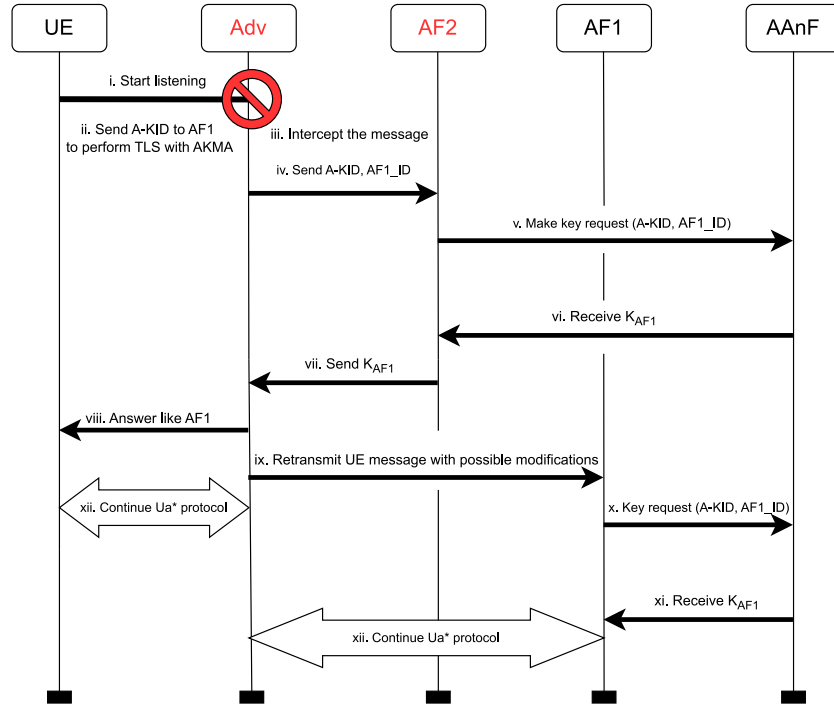 UE
Adv
AF2
AF1
AAnF
i. Start listening
ii. Send A-KID to AF1
to perform TLS with AKMA
iii. Intercept the message
iv. Send A-KID, AF1_ID
v. Make key request (A-KID, AF1_ID)
vi. Receive K_AF1
vii. Send K_AF1
viii. Answer like AF1
ix. Retransmit UE message with possible modifications
xii. Continue Ua* protocol
x. Key request (A-KID, AF1_ID)
xi. Receive K_AF1
xii. Continue Ua* protocol